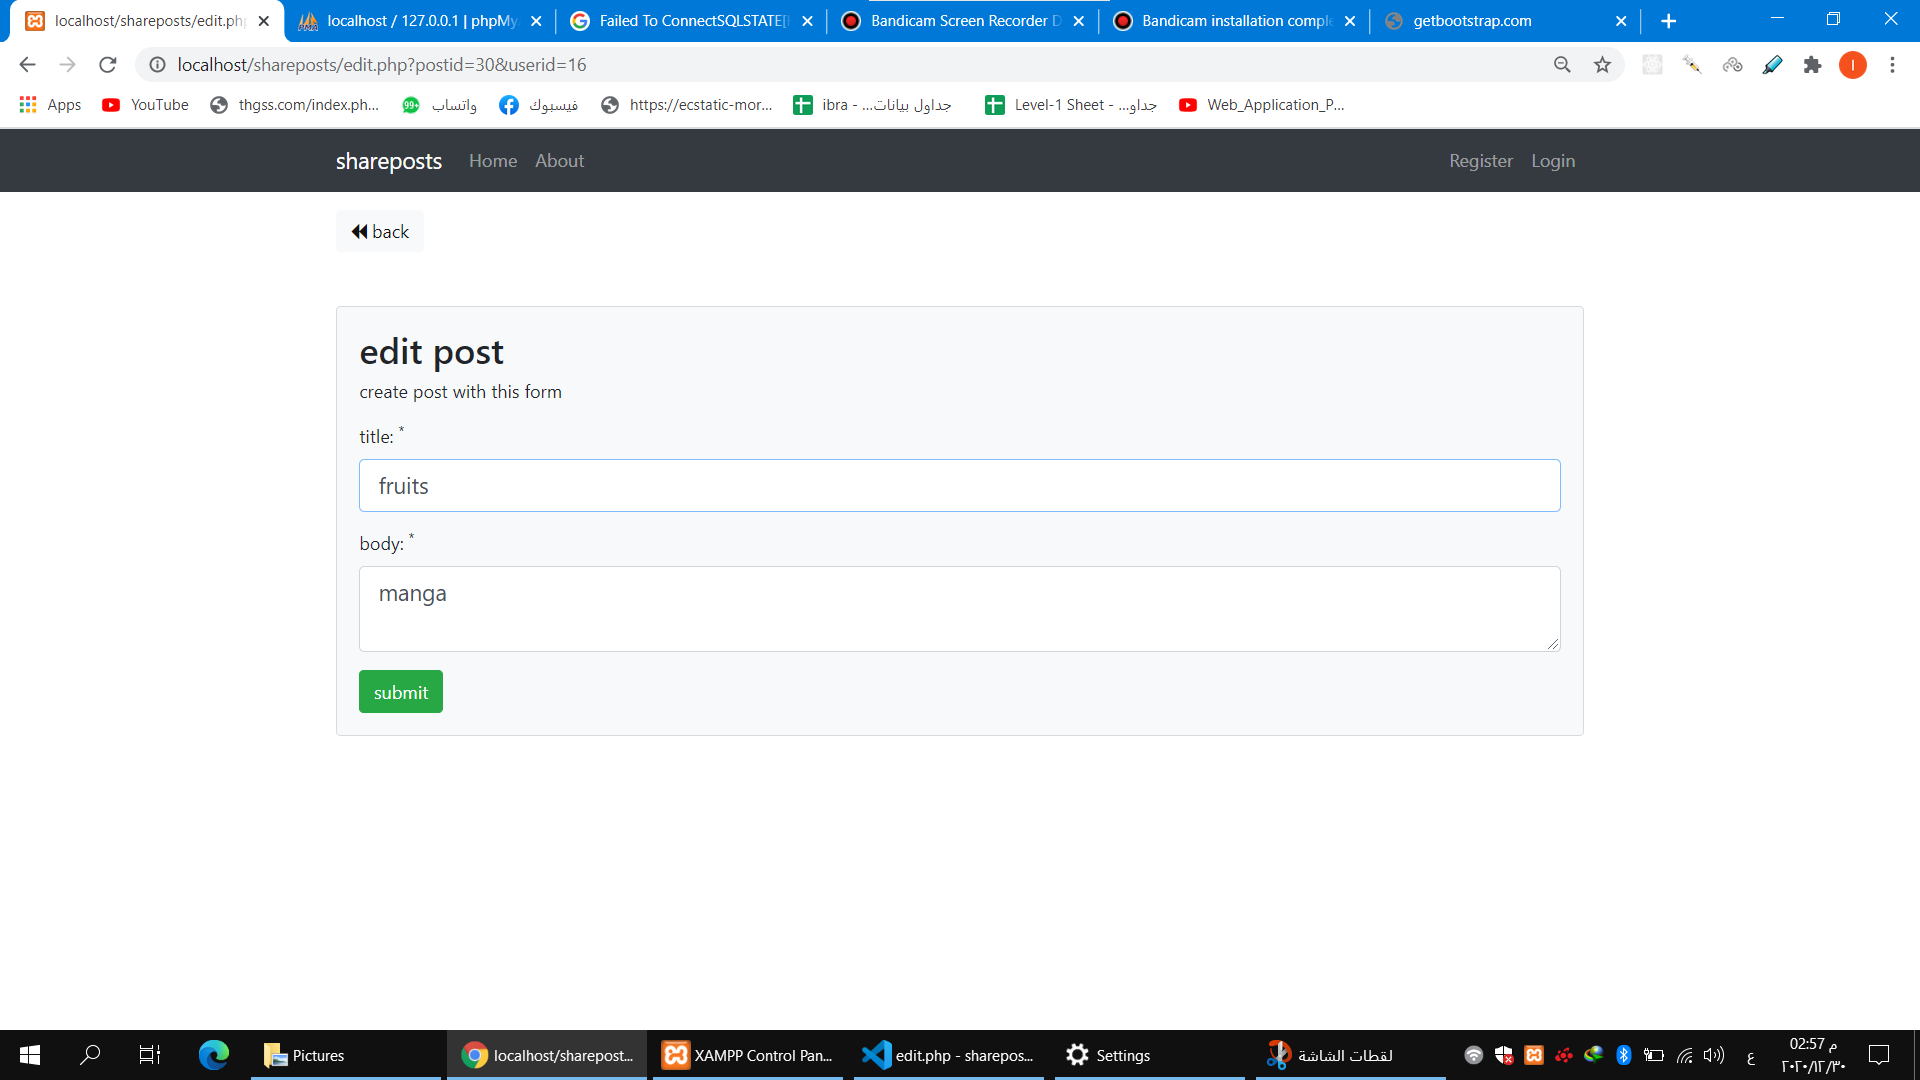 localhost/shareposts/edit.php
localhost / 127.0.0.1 | phpMy
Failed To ConnectSQLSTATE[
Bandicam Screen Recorder D
Bandicam installation comple
getbootstrap.com
localhost/shareposts/edit.php?postid=30&userid=16
I
Apps
YouTube
thgss.com/index.ph...
99+
واتساب
فيسبوك
https://ecstatic-mor...
ibra - ...جداول بيانات
Level-1 Sheet - ...جداو
Web_Application_P...
shareposts
Home
About
Register
Login
back
edit post
create post with this form
title: *
fruits
body: *
manga
submit
Pictures
localhost/sharepost...
XAMPP Control Pan...
edit.php - sharepos...
Settings
لقطات الشاشة
ع
02:57 م
٢٠٢٠/١٢/٣٠